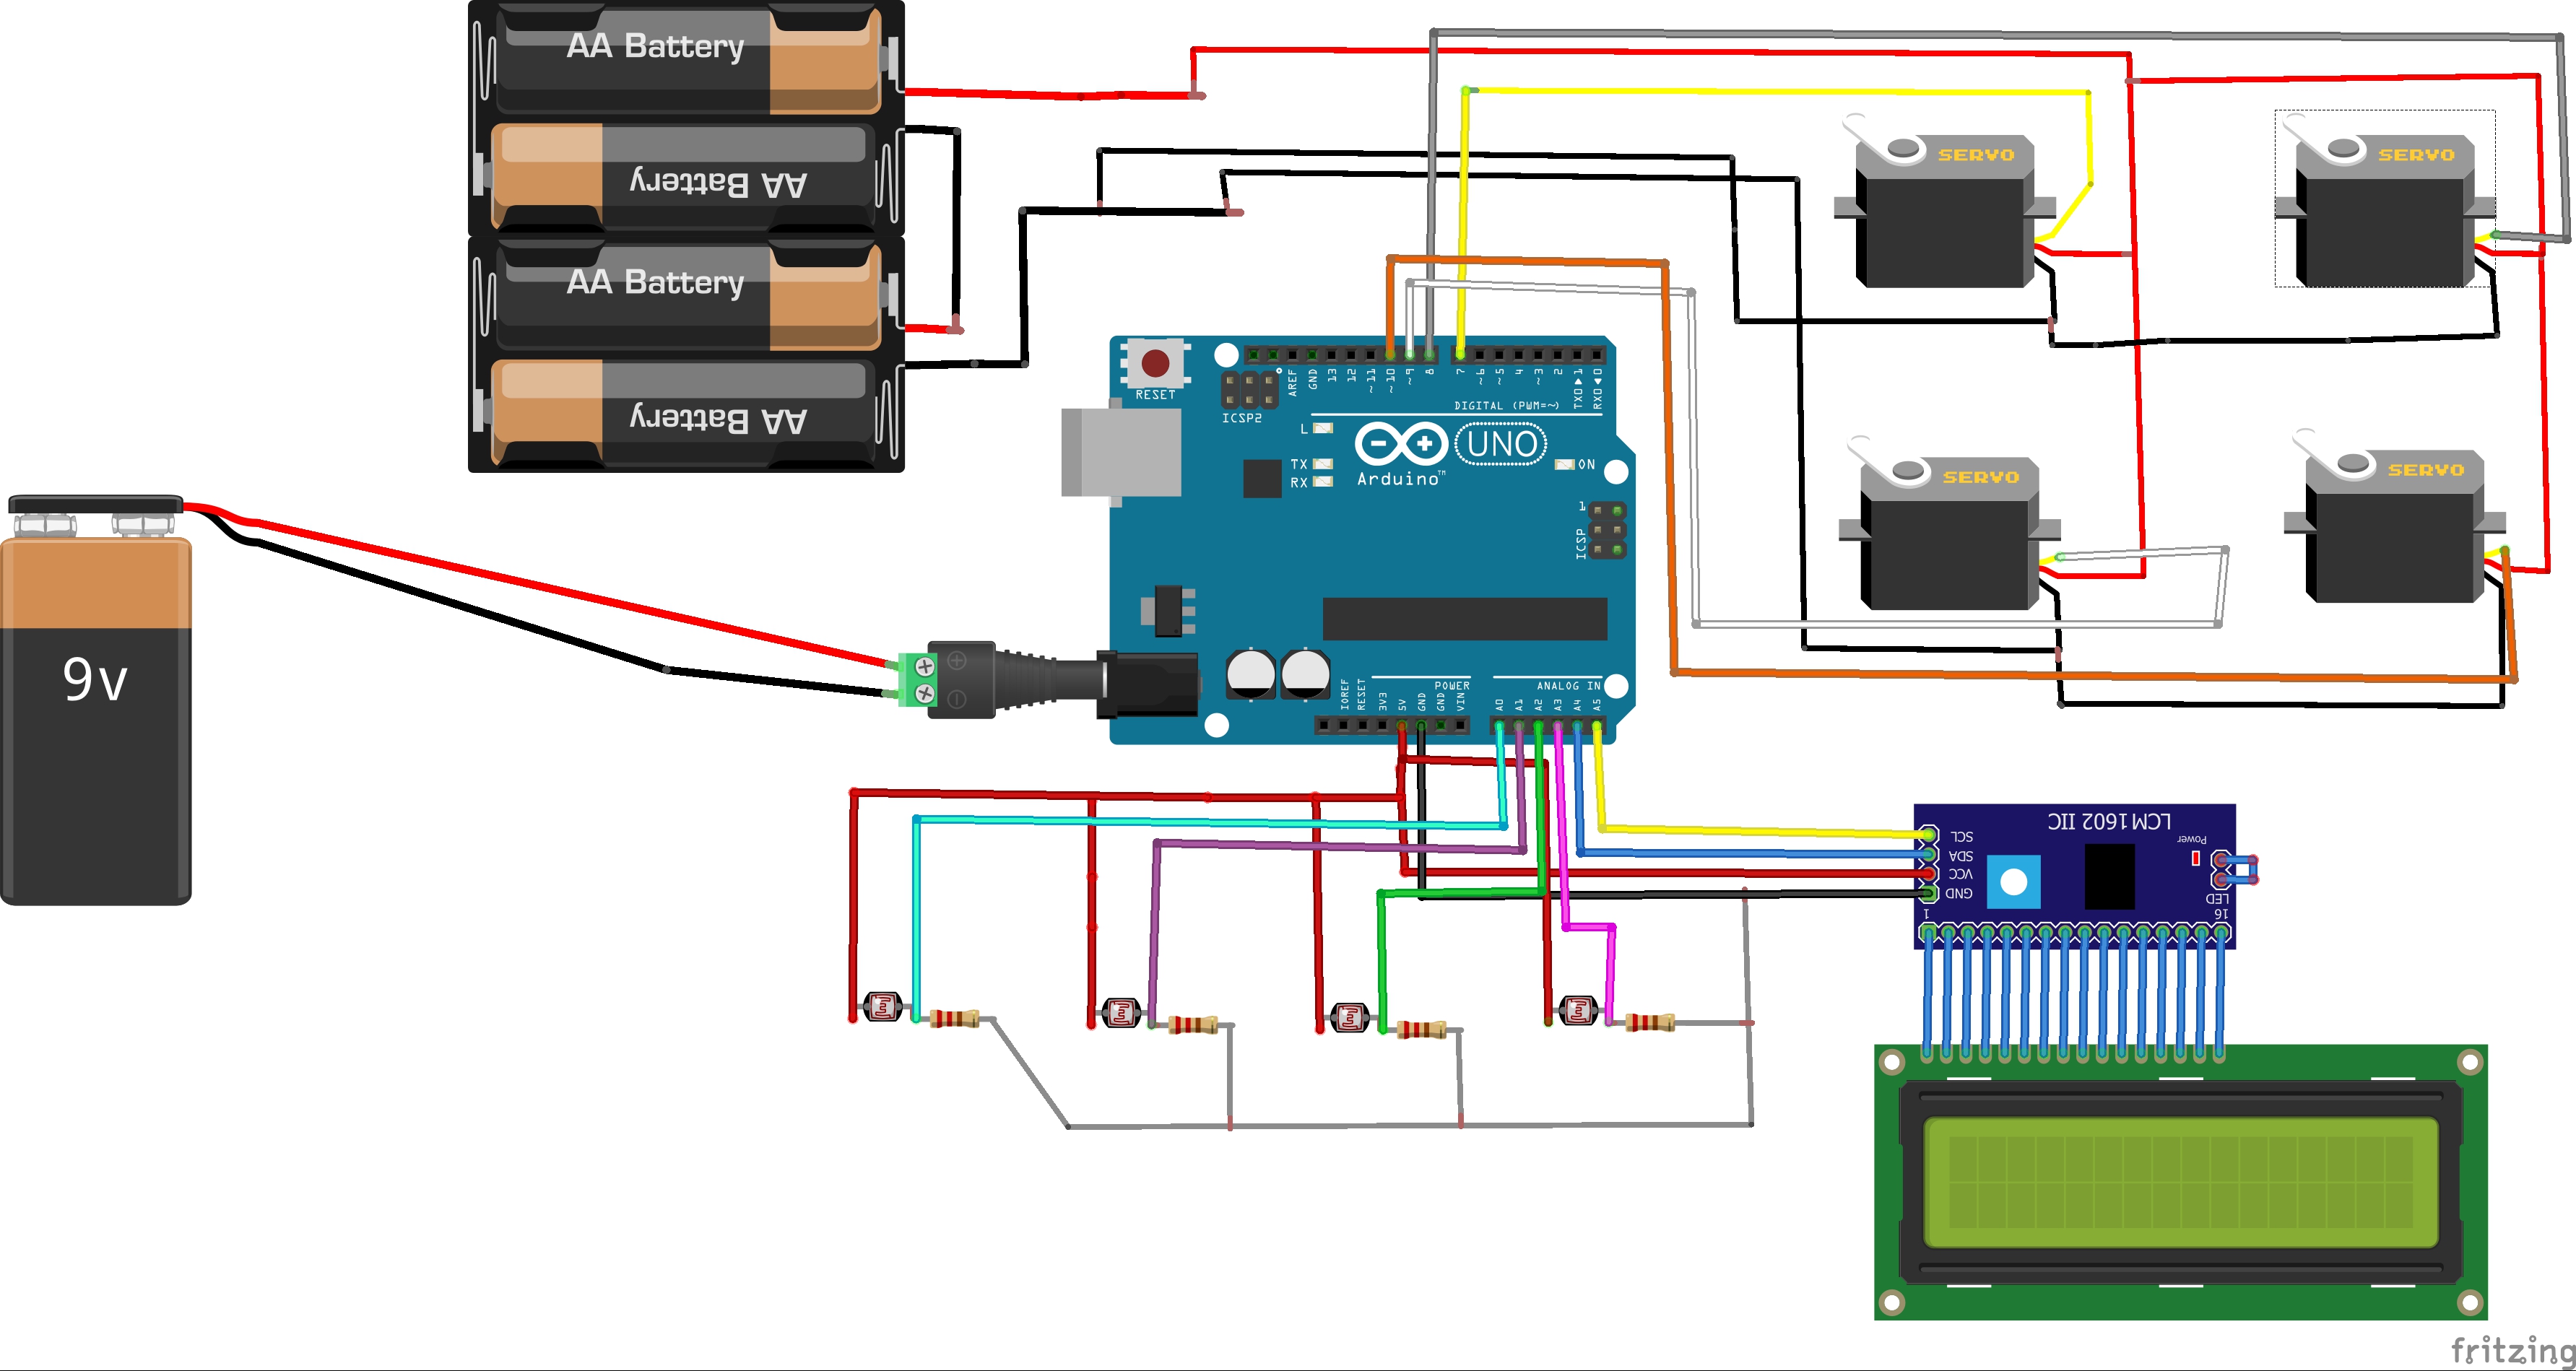 AA Battery
AA Battery
AA Battery
AA Battery
9v
SERVO
SERVO
SERVO
SERVO
RESET
ICSP2
AREF
GND
13
12
~11
~10
~9
8
7
~6
~5
4
~3
2
TX0▶1
RX0◀0
DIGITAL (PWM=~)
L
TX
RX
UNO
Arduino™
ON
1
ICSP
POWER
ANALOG IN
IOREF
RESET
3V3
5V
GND
GND
VIN
A0
A1
A2
A3
A4
A5
LCM1602 IIC
SCL
SDA
VCC
GND
Power
LED
1
16
fritzing